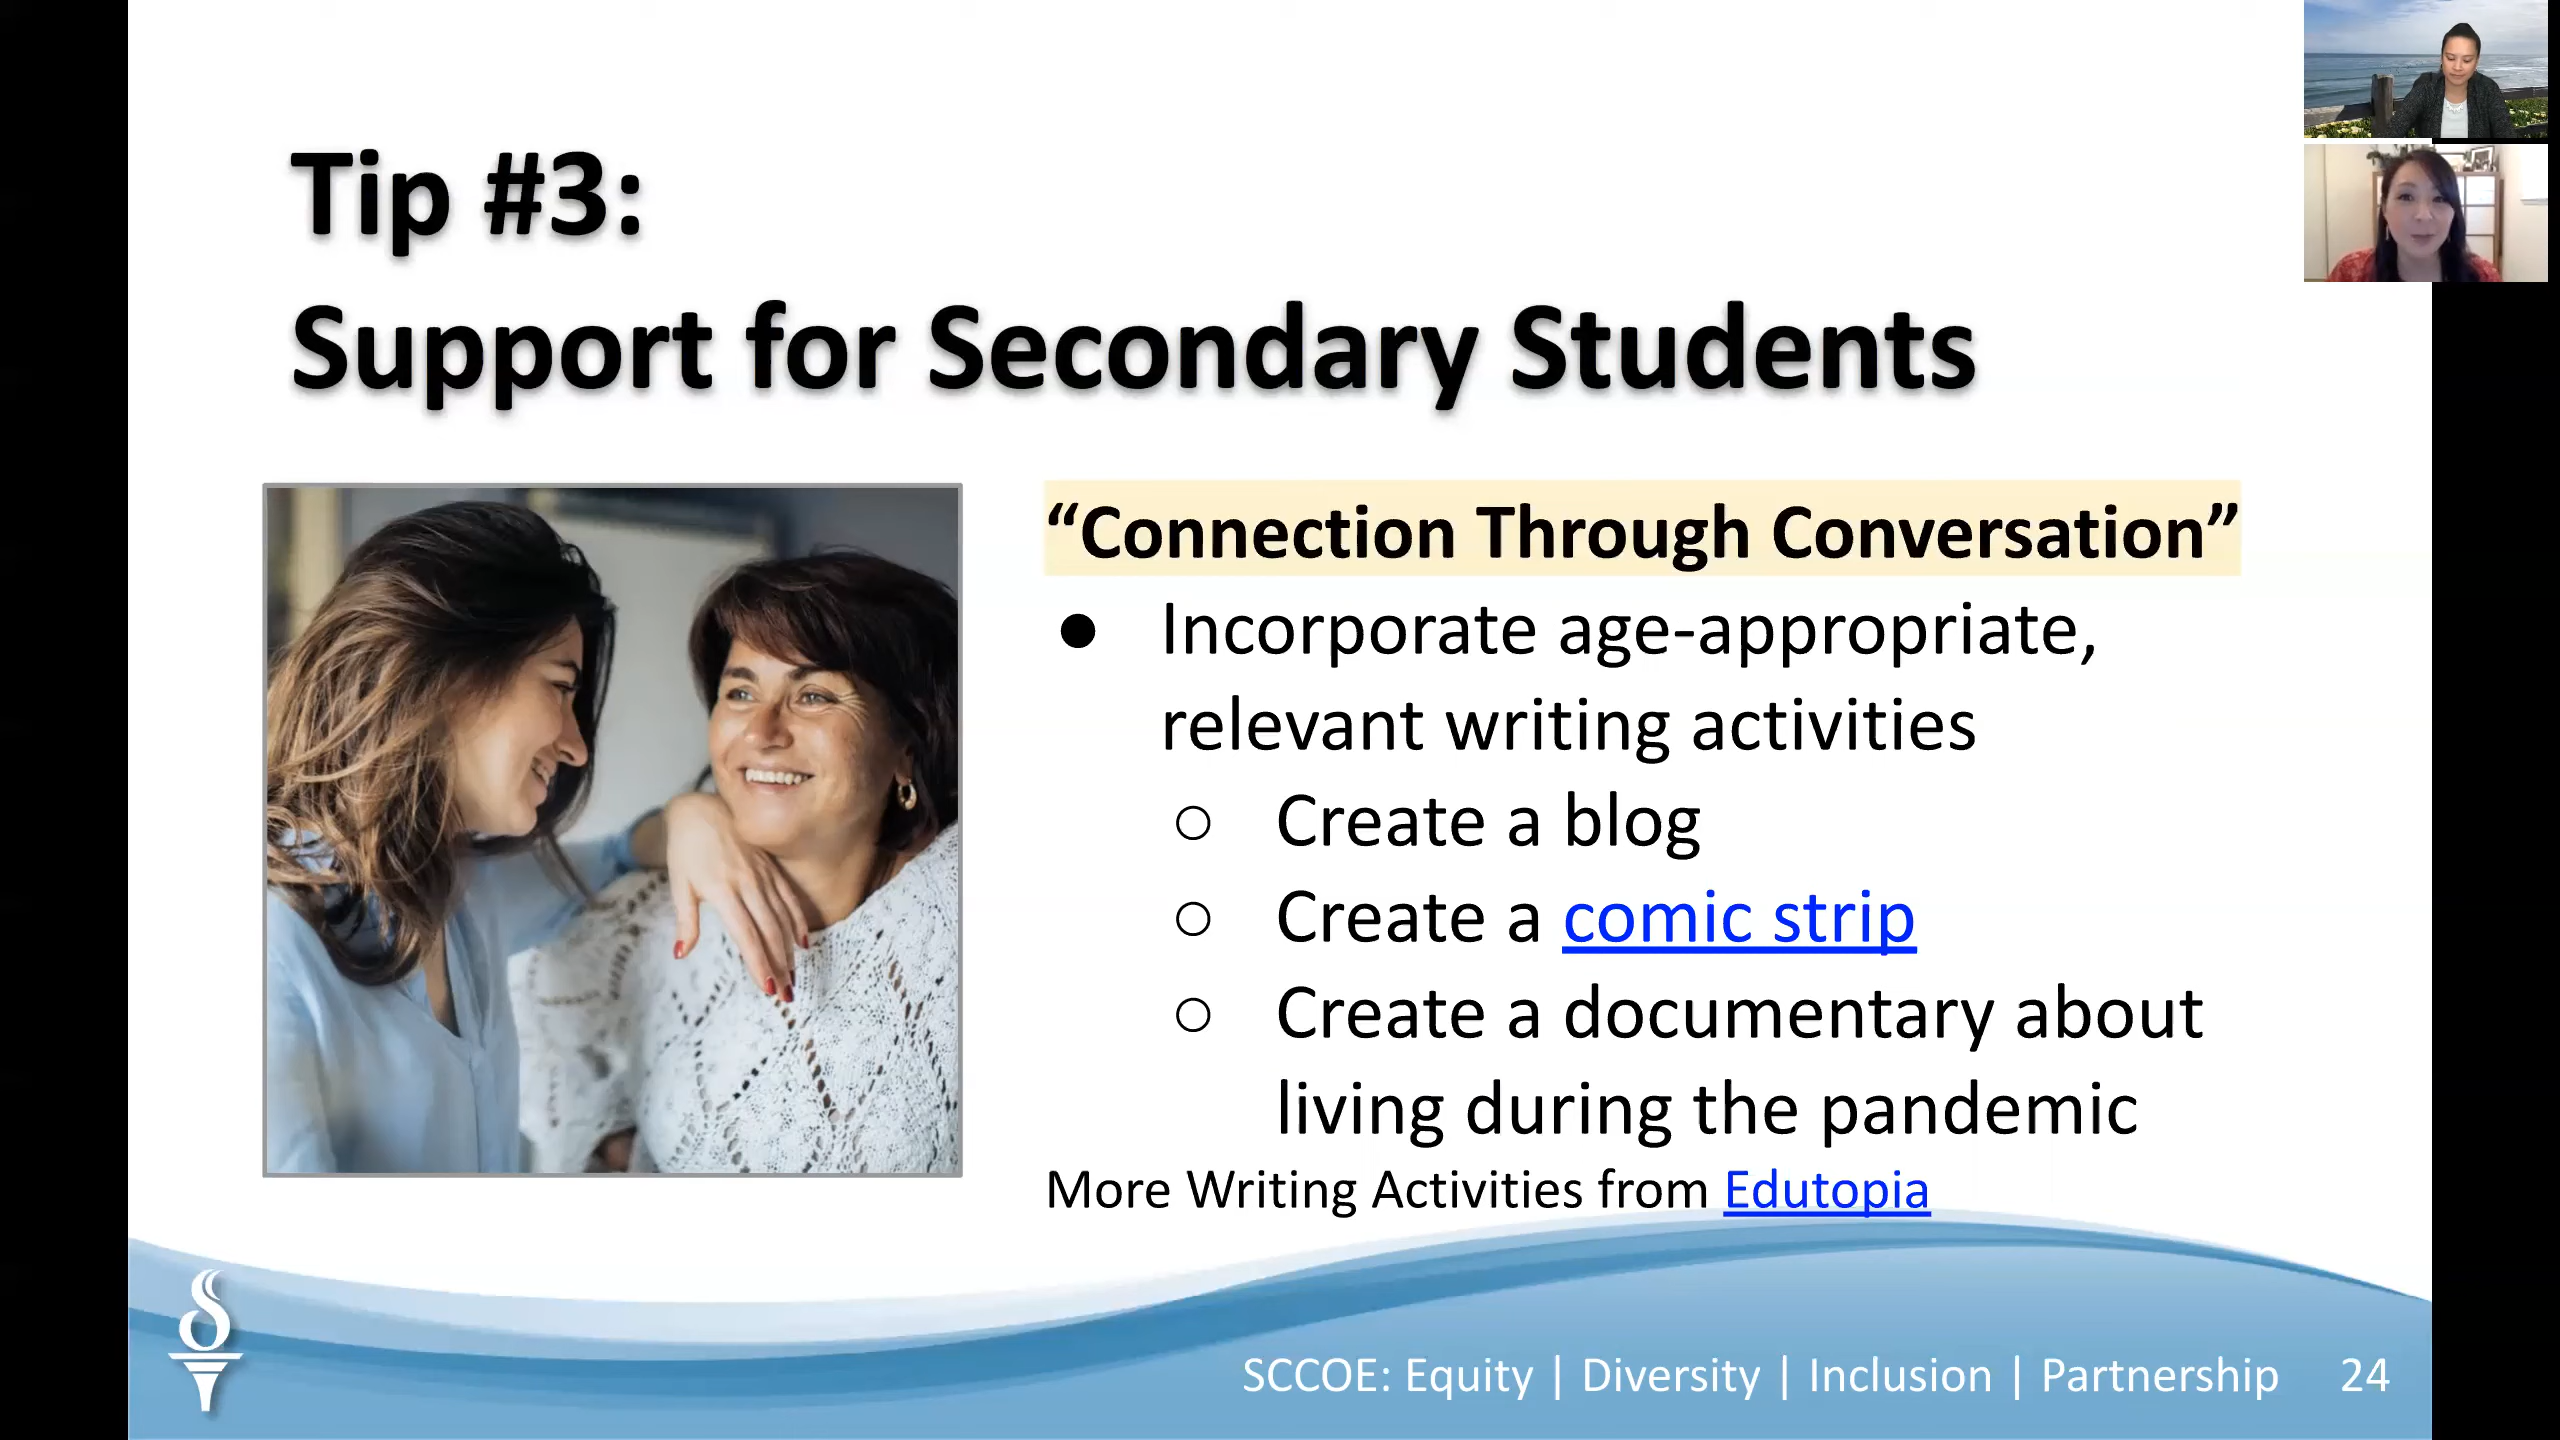 Tip #3:
Support for Secondary Students
“Connection Through Conversation”
● Incorporate age-appropriate,
relevant writing activities
○ Create a blog
○ Create a comic strip
○ Create a documentary about
living during the pandemic
More Writing Activities from Edutopia
SCCOE: Equity | Diversity | Inclusion | Partnership 24